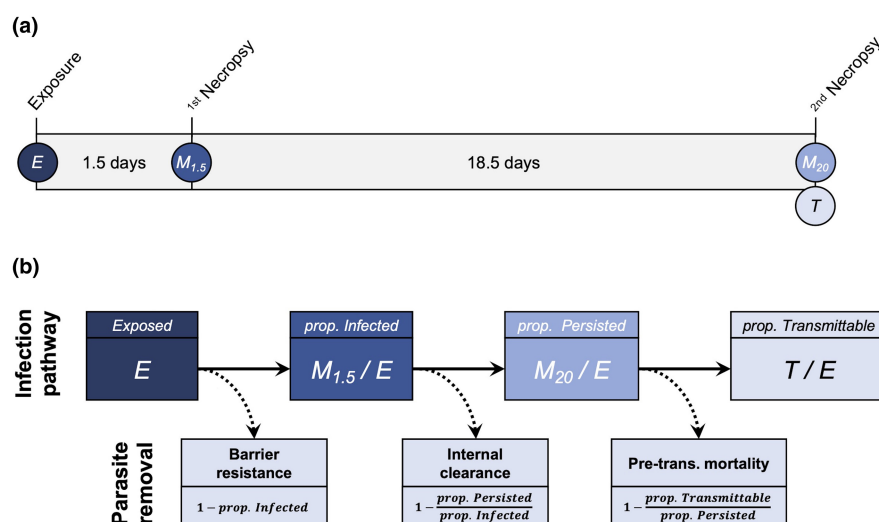 (a)
Exposure
1st Necropsy
2nd Necropsy
E
1.5 days
M1.5
18.5 days
M20
T
(b)
Infection
pathway
Exposed
E
prop. Infected
M1.5 / E
prop. Persisted
M20 / E
prop. Transmittable
T / E
Parasite
removal
Barrier
resistance
1 − prop. Infected
Internal
clearance
1 − prop. Persisted
prop. Infected
Pre-trans. mortality
1 − prop. Transmittable
prop. Persisted